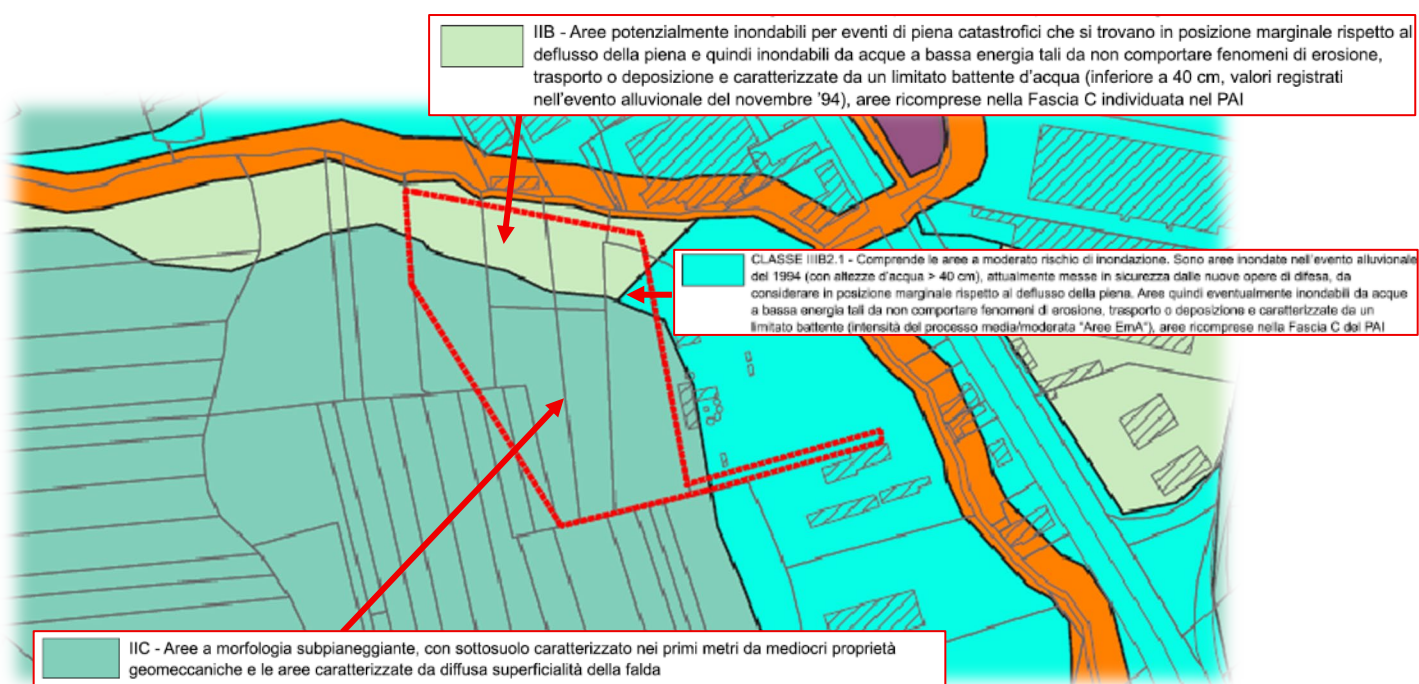 IIB - Aree potenzialmente inondabili per eventi di piena catastrofici che si trovano in posizione marginale rispetto al
deflusso della piena e quindi inondabili da acque a bassa energia tali da non comportare fenomeni di erosione,
trasporto o deposizione e caratterizzate da un limitato battente d'acqua (inferiore a 40 cm, valori registrati
nell'evento alluvionale del novembre '94), aree ricomprese nella Fascia C individuata nel PAI
CLASSE IIIB2.1 - Comprende le aree a moderato rischio di inondazione. Sono aree inondate nell'evento alluvionale
del 1994 (con altezze d'acqua > 40 cm), attualmente messe in sicurezza dalle nuove opere di difesa, da
considerare in posizione marginale rispetto al deflusso della piena. Aree quindi eventualmente inondabili da acque
a bassa energia tali da non comportare fenomeni di erosione, trasporto o deposizione e caratterizzate da un
limitato battente (intensità del processo media/moderata "Aree EmA"), aree ricomprese nella Fascia C del PAI
IIC - Aree a morfologia subpianeggiante, con sottosuolo caratterizzato nei primi metri da mediocri proprietà
geomeccaniche e le aree caratterizzate da diffusa superficialità della falda